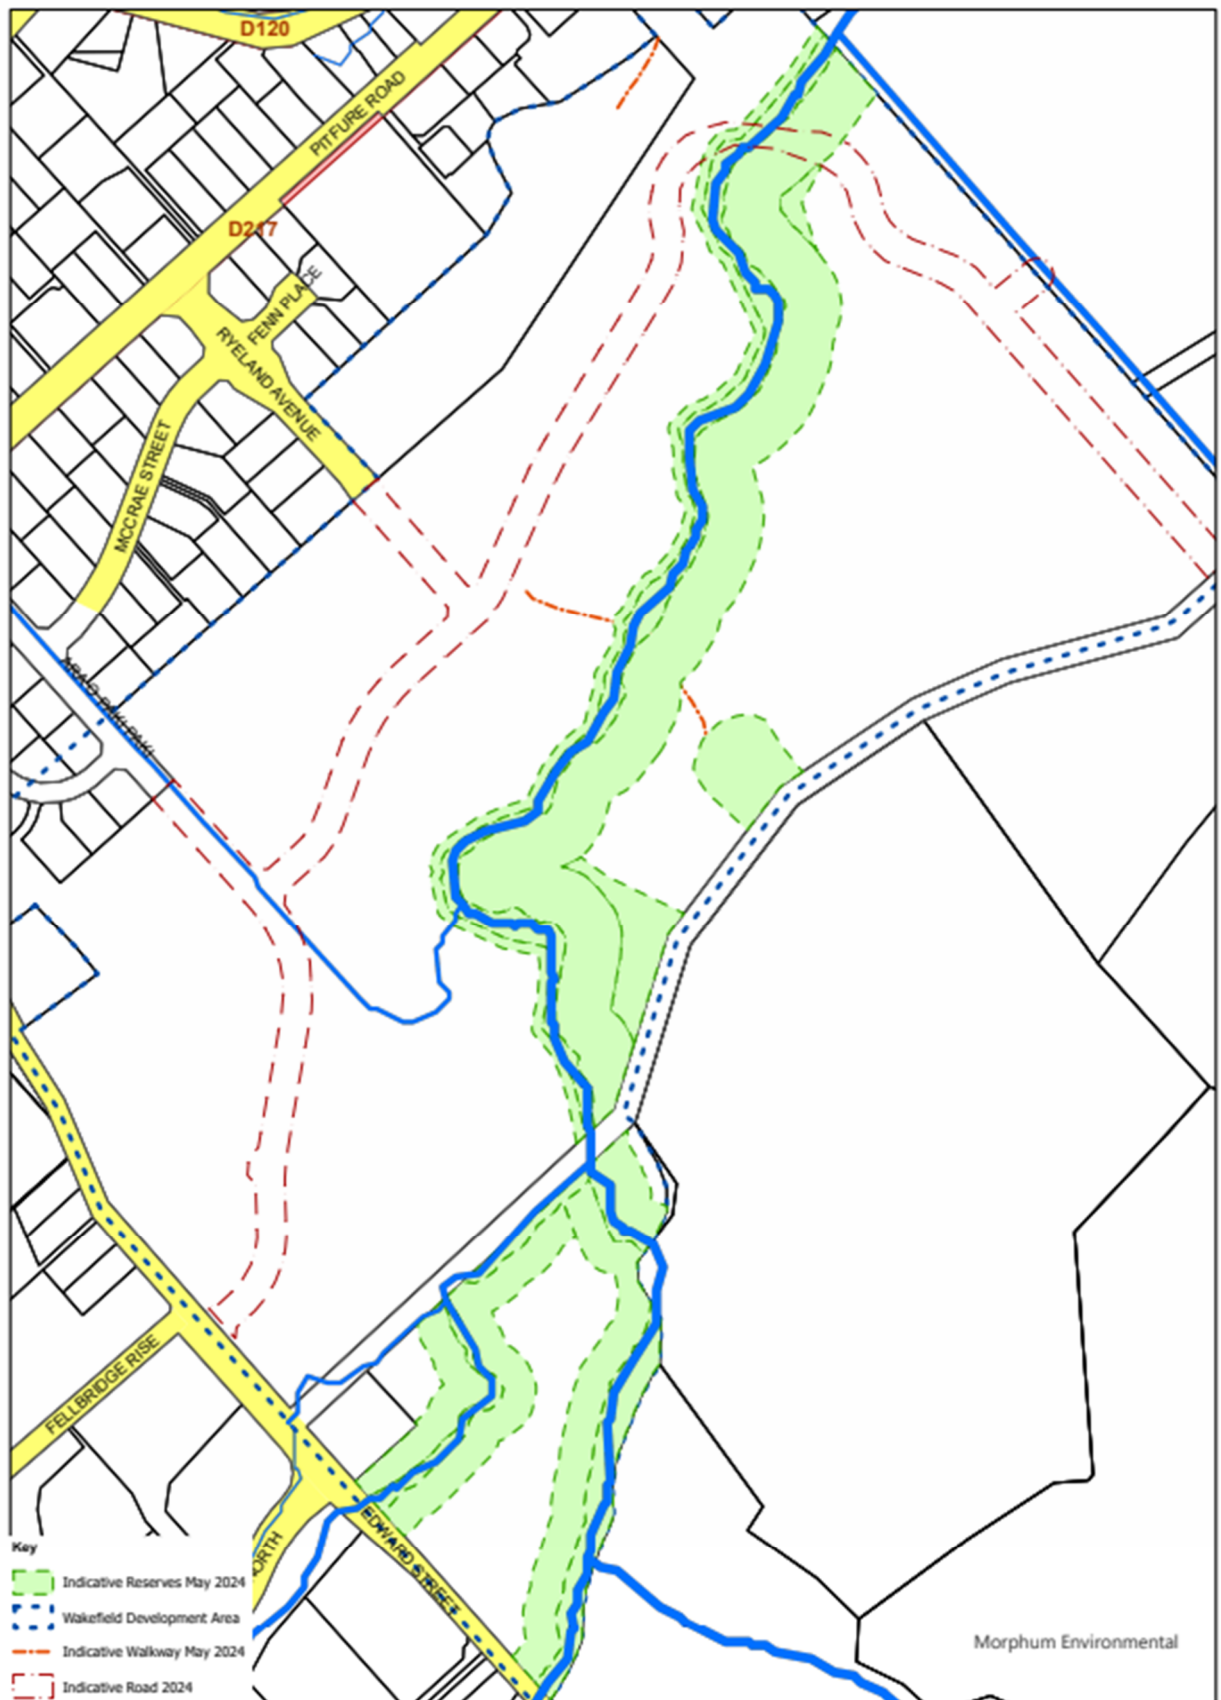 D120
PITFURE ROAD
D217
FENN PLACE
RYELAND AVENUE
MCCRAE STREET
FELLBRIDGE RISE
EDWARD STREET
Key
Indicative Reserves May 2024
Wakefield Development Area
Indicative Walkway May 2024
Indicative Road 2024
Morphum Environmental